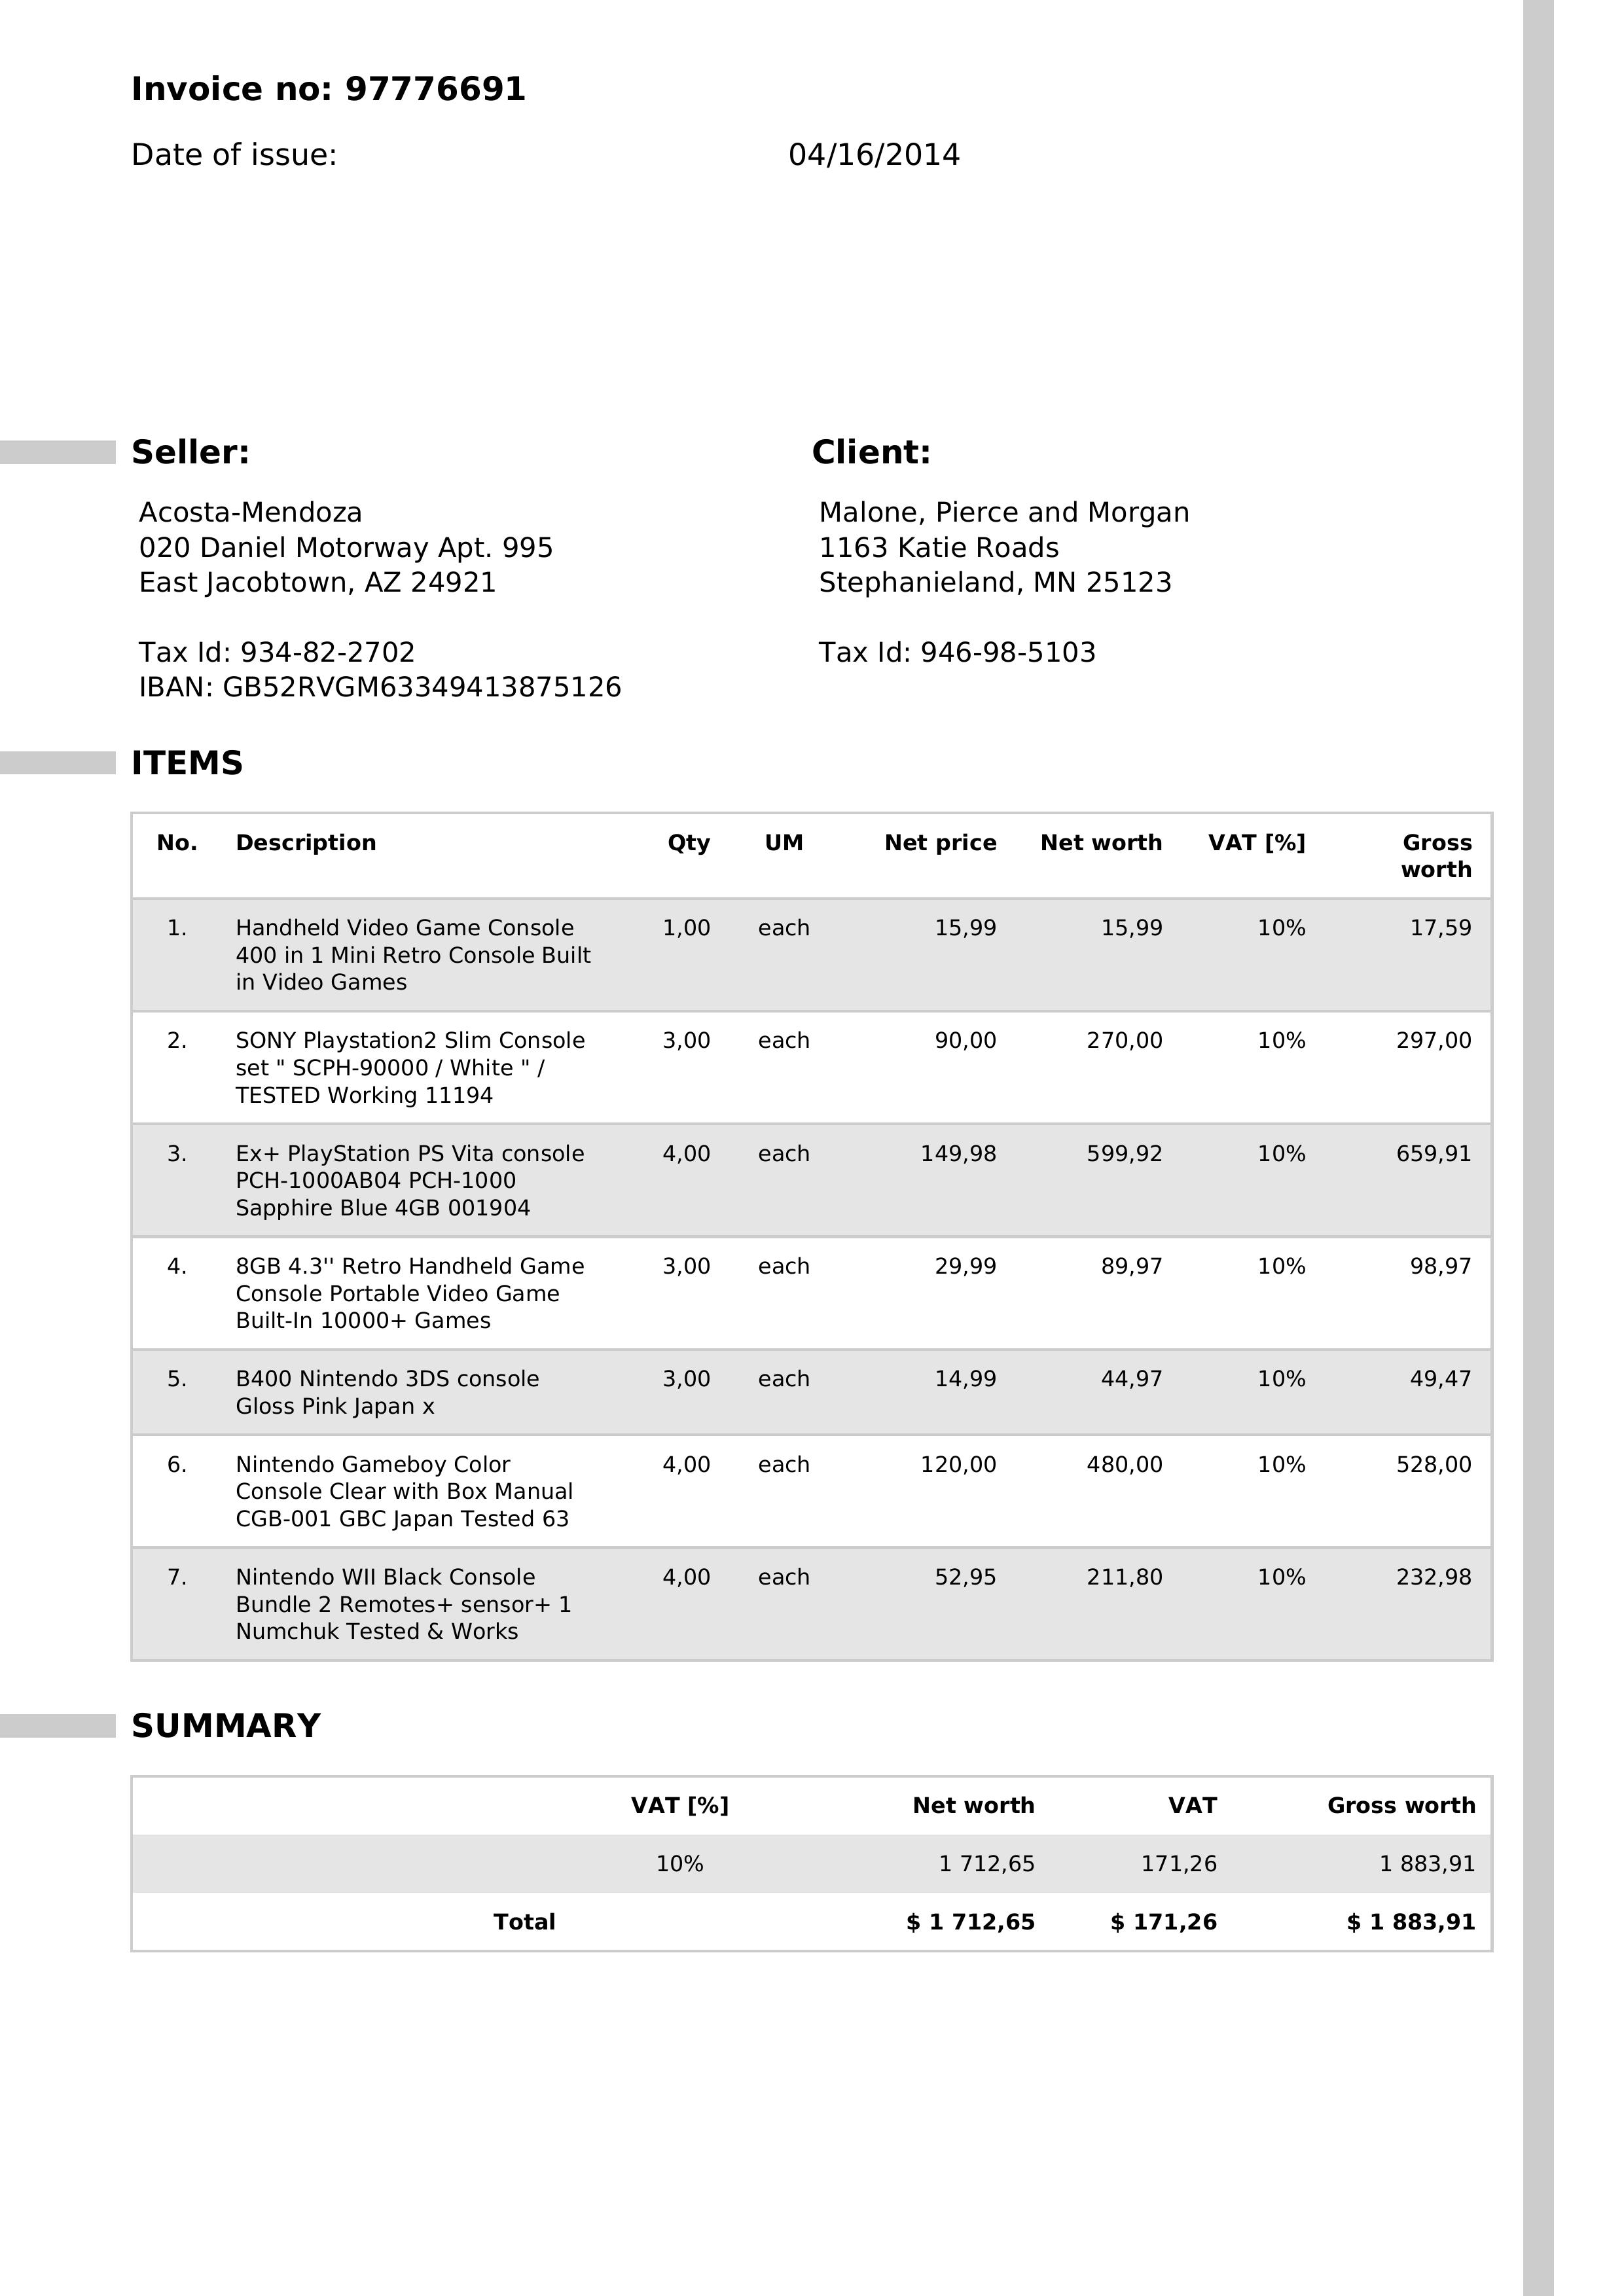 Invoice no: 97776691
Date of issue: 04/16/2014
Seller:
Acosta-Mendoza
020 Daniel Motorway Apt. 995
East Jacobtown, AZ 24921
Tax Id: 934-82-2702
IBAN: GB52RVGM63349413875126
Client:
Malone, Pierce and Morgan
1163 Katie Roads
Stephanieland, MN 25123
Tax Id: 946-98-5103
ITEMS
No. Description Qty UM Net price Net worth VAT [%] Gross
worth
1. Handheld Video Game Console 1,00 each 15,99 15,99 10% 17,59
400 in 1 Mini Retro Console Built
in Video Games
2. SONY Playstation2 Slim Console 3,00 each 90,00 270,00 10% 297,00
set " SCPH-90000 / White " /
TESTED Working 11194
3. Ex+ PlayStation PS Vita console 4,00 each 149,98 599,92 10% 659,91
PCH-1000AB04 PCH-1000
Sapphire Blue 4GB 001904
4. 8GB 4.3'' Retro Handheld Game 3,00 each 29,99 89,97 10% 98,97
Console Portable Video Game
Built-In 10000+ Games
5. B400 Nintendo 3DS console 3,00 each 14,99 44,97 10% 49,47
Gloss Pink Japan x
6. Nintendo Gameboy Color 4,00 each 120,00 480,00 10% 528,00
Console Clear with Box Manual
CGB-001 GBC Japan Tested 63
7. Nintendo WII Black Console 4,00 each 52,95 211,80 10% 232,98
Bundle 2 Remotes+ sensor+ 1
Numchuk Tested & Works
SUMMARY
VAT [%] Net worth VAT Gross worth
10% 1 712,65 171,26 1 883,91
Total $ 1 712,65 $ 171,26 $ 1 883,91